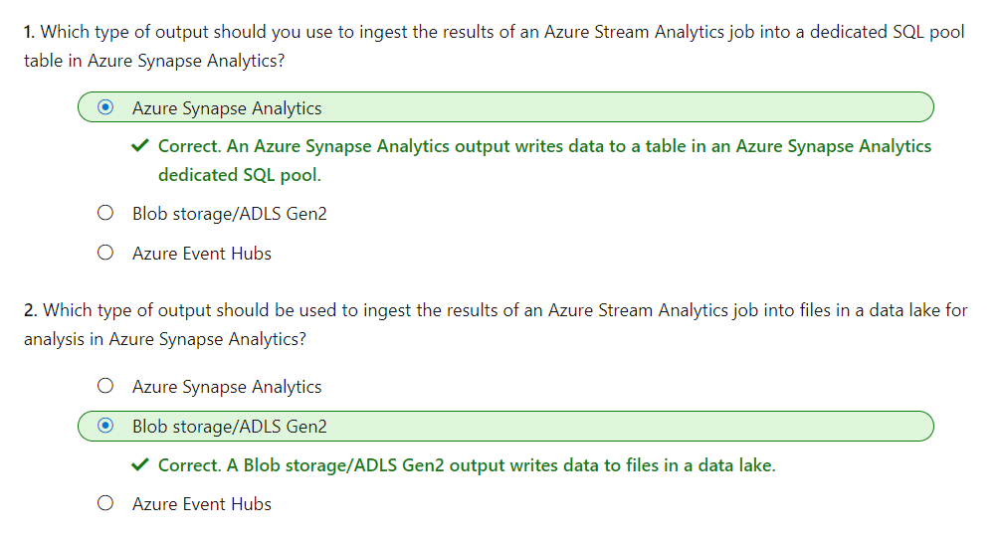 1. Which type of output should you use to ingest the results of an Azure Stream Analytics job into a dedicated SQL pool
table in Azure Synapse Analytics?
Azure Synapse Analytics
Correct. An Azure Synapse Analytics output writes data to a table in an Azure Synapse Analytics
dedicated SQL pool.
Blob storage/ADLS Gen2
Azure Event Hubs
2. Which type of output should be used to ingest the results of an Azure Stream Analytics job into files in a data lake for
analysis in Azure Synapse Analytics?
Azure Synapse Analytics
Blob storage/ADLS Gen2
Correct. A Blob storage/ADLS Gen2 output writes data to files in a data lake.
Azure Event Hubs